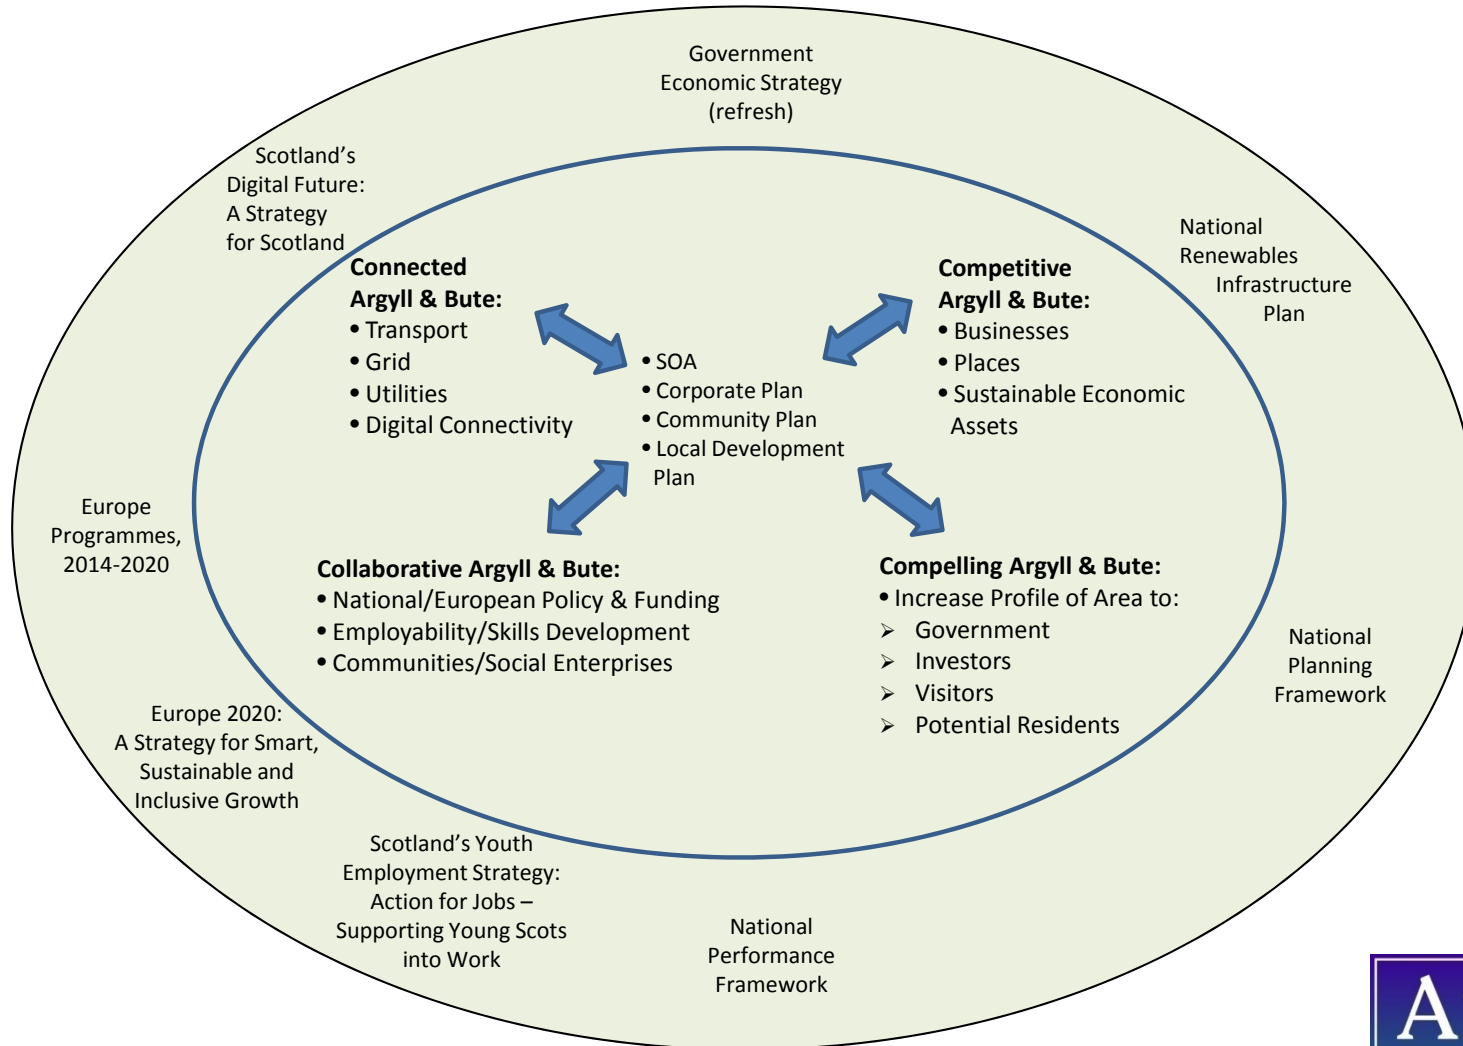 Government
Economic Strategy
(refresh)
Scotland’s
Digital Future:
A Strategy
for Scotland
National
Renewables
Infrastructure
Plan
Connected
Argyll & Bute:
• Transport
• Grid
• Utilities
• Digital Connectivity
• SOA
• Corporate Plan
• Community Plan
• Local Development
Plan
Competitive
Argyll & Bute:
• Businesses
• Places
• Sustainable Economic
Assets
Europe
Programmes,
2014-2020
Collaborative Argyll & Bute:
• National/European Policy & Funding
• Employability/Skills Development
• Communities/Social Enterprises
Compelling Argyll & Bute:
• Increase Profile of Area to:
➢ Government
➢ Investors
➢ Visitors
➢ Potential Residents
National
Planning
Framework
Europe 2020:
A Strategy for Smart,
Sustainable and
Inclusive Growth
Scotland’s Youth
Employment Strategy:
Action for Jobs –
Supporting Young Scots
into Work
National
Performance
Framework
A